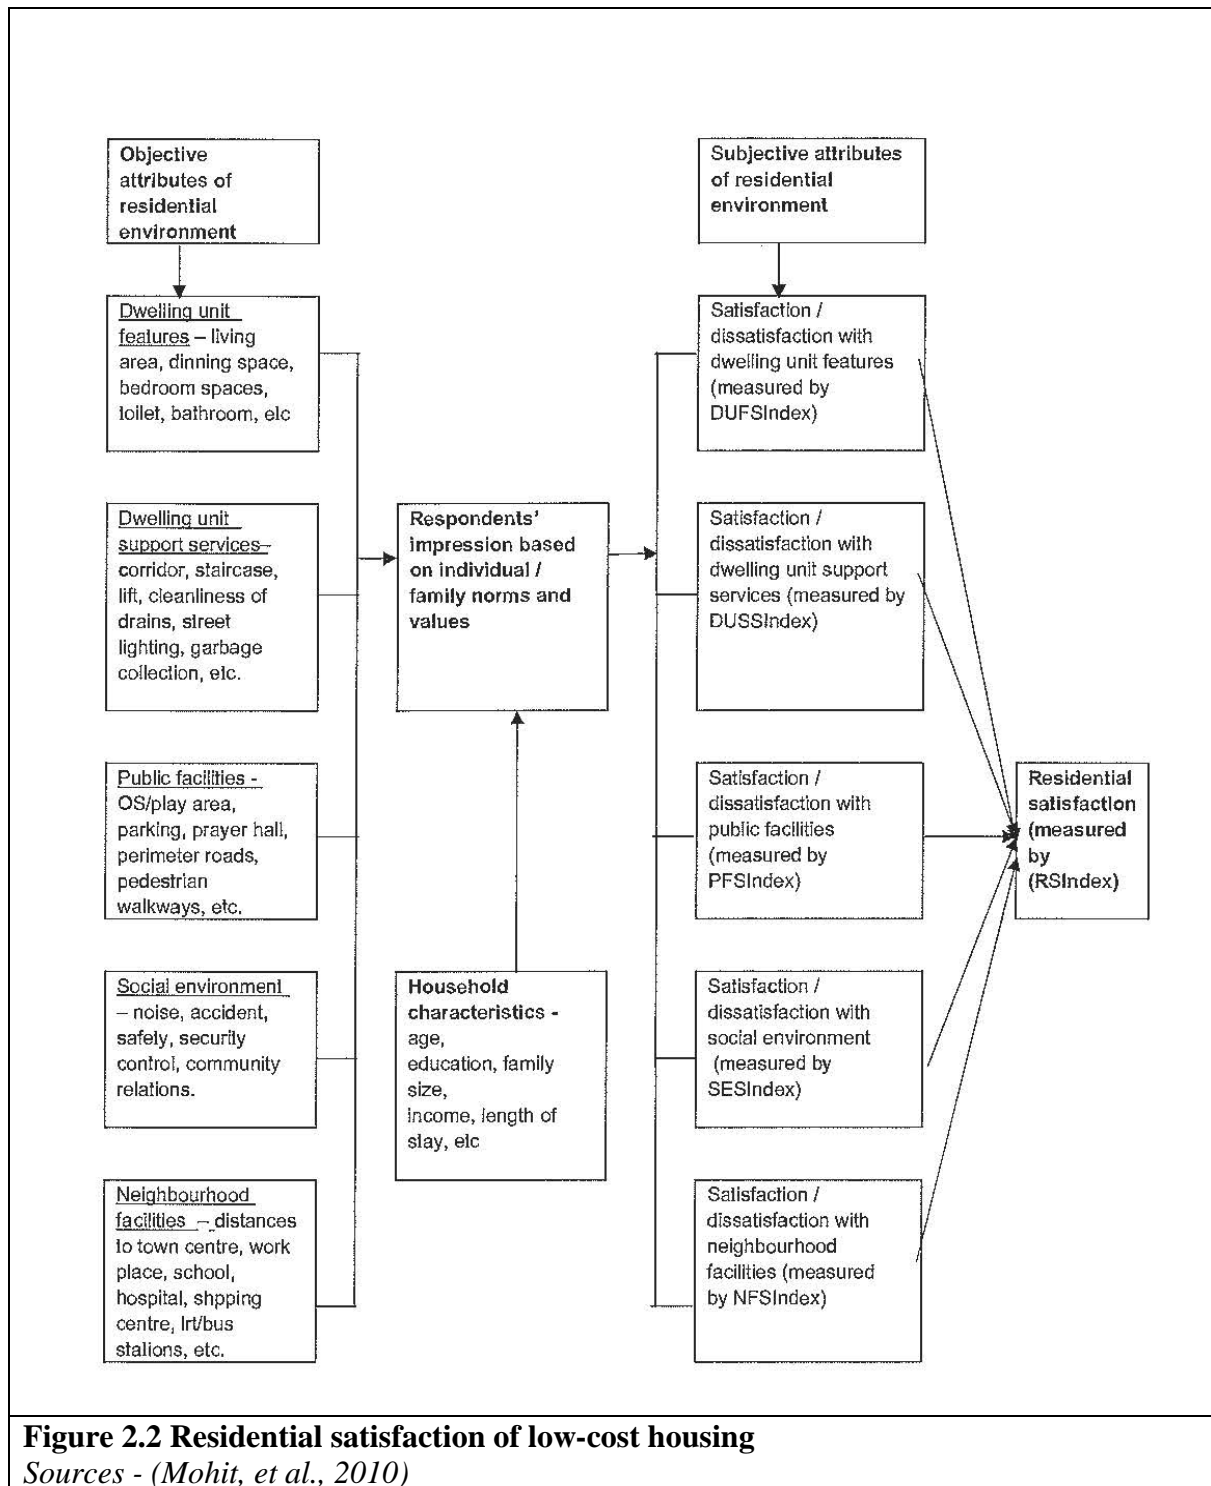 Objective
attributes of
residential
environment
Subjective attributes
of residential
environment
Dwelling unit
features – living
area, dinning space,
bedroom spaces,
toilet, bathroom, etc
Satisfaction /
dissatisfaction with
dwelling unit features
(measured by
DUFSIndex)
Dwelling unit
support services–
corridor, staircase,
lift, cleanliness of
drains, street
lighting, garbage
collection, etc.
Respondents'
impression based
on individual /
family norms and
values
Satisfaction /
dissatisfaction with
dwelling unit support
services (measured by
DUSSIndex)
Public facilities -
OS/play area,
parking, prayer hall,
perimeter roads,
pedestrian
walkways, etc.
Satisfaction /
dissatisfaction with
public facilities
(measured by
PFSIndex)
Residential
satisfaction
(measured
by
(RSIndex)
Social environment
– noise, accident,
safely, security
control, community
relations.
Household
characteristics -
age,
education, family
size,
income, length of
stay, etc
Satisfaction /
dissatisfaction with
social environment
(measured by
SESIndex)
Neighbourhood
facilities – distances
to town centre, work
place, school,
hospital, shpping
centre, lrt/bus
stations, etc.
Satisfaction /
dissatisfaction with
neighbourhood
facilities (measured
by NFSIndex)
Figure 2.2 Residential satisfaction of low-cost housing
Sources - (Mohit, et al., 2010)